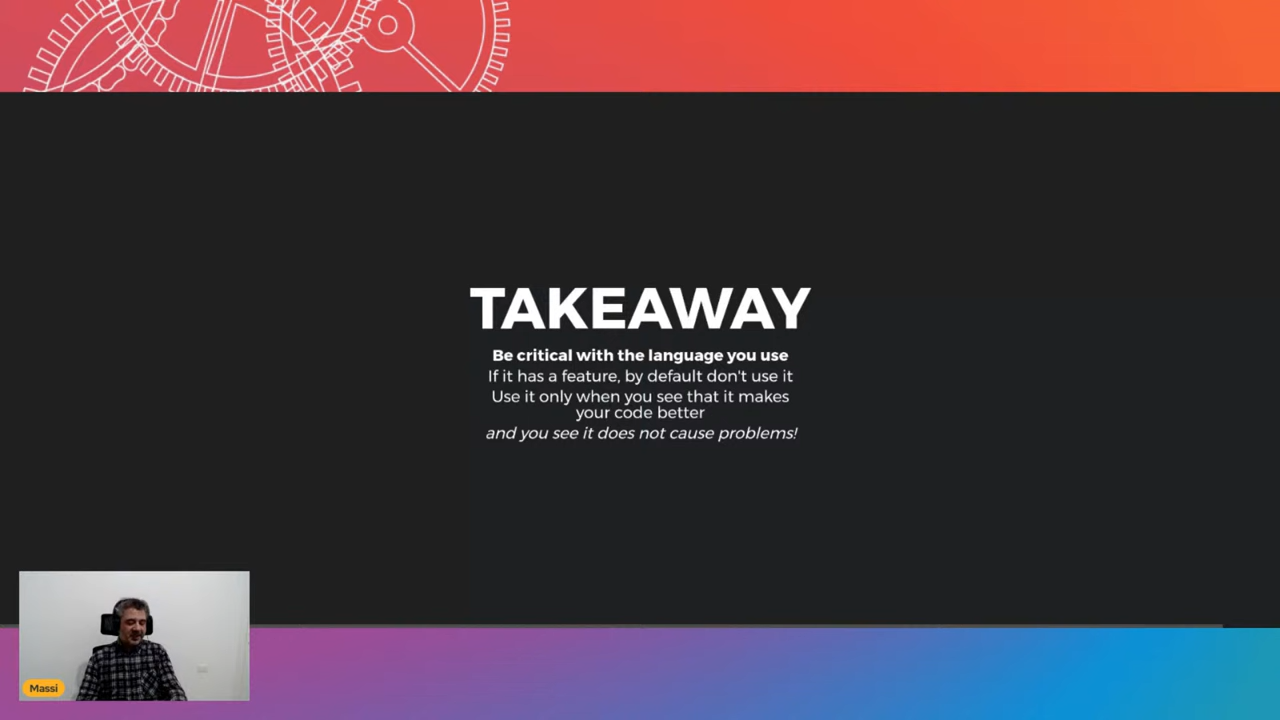 TAKEAWAY
Be critical with the language you use
If it has a feature, by default don't use it
Use it only when you see that it makes
your code better
and you see it does not cause problems!
Massi